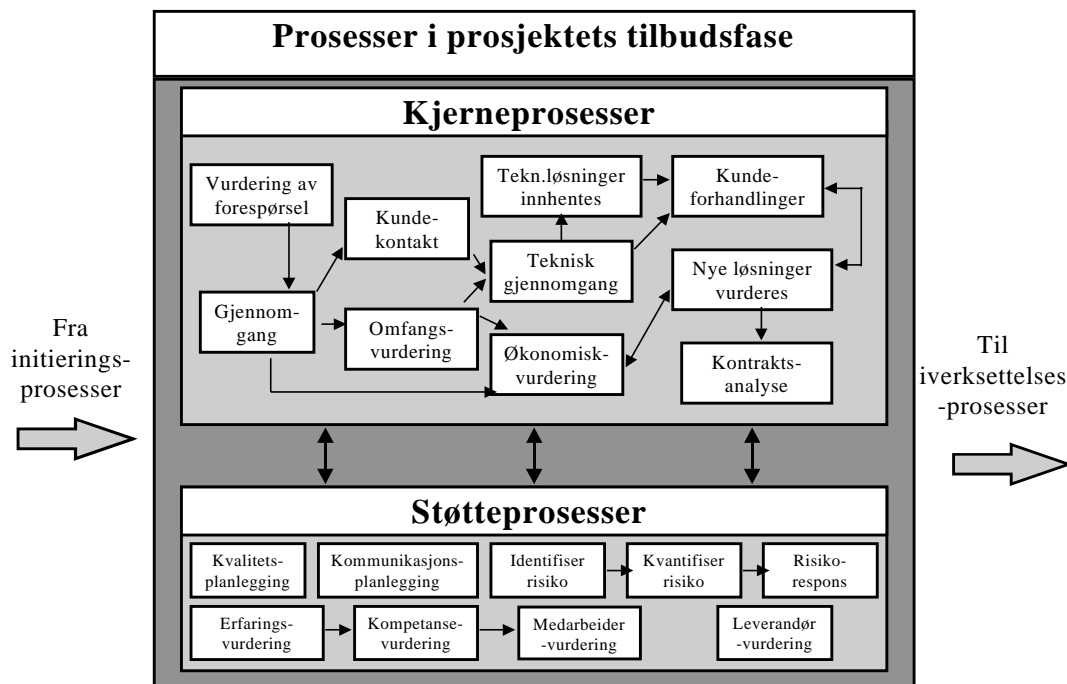 Prosesser i prosjektets tilbudsfase
Kjerneprosesser
Vurdering av
forespørsel
Kunde-
kontakt
Tekn.løsninger
innhentes
Kunde-
forhandlinger
Gjennom-
gang
Omfangs-
vurdering
Teknisk
gjennomgang
Økonomisk-
vurdering
Nye løsninger
vurderes
Kontrakts-
analyse
Fra
initierings-
prosesser
Til
iverksettelses
-prosesser
Støtteprosesser
Kvalitets-
planlegging
Kommunikasjons-
planlegging
Identifiser
risiko
Kvantifiser
risiko
Risiko-
respons
Erfarings-
vurdering
Kompetanse-
vurdering
Medarbeider
-vurdering
Leverandør
-vurdering